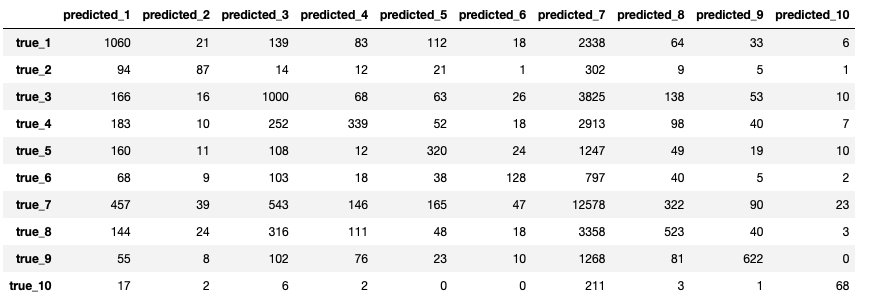 predicted_1 predicted_2 predicted_3 predicted_4 predicted_5 predicted_6 predicted_7 predicted_8 predicted_9 predicted_10
true_1 1060 21 139 83 112 18 2338 64 33 6
true_2 94 87 14 12 21 1 302 9 5 1
true_3 166 16 1000 68 63 26 3825 138 53 10
true_4 183 10 252 339 52 18 2913 98 40 7
true_5 160 11 108 12 320 24 1247 49 19 10
true_6 68 9 103 18 38 128 797 40 5 2
true_7 457 39 543 146 165 47 12578 322 90 23
true_8 144 24 316 111 48 18 3358 523 40 3
true_9 55 8 102 76 23 10 1268 81 622 0
true_10 17 2 6 2 0 0 211 3 1 68